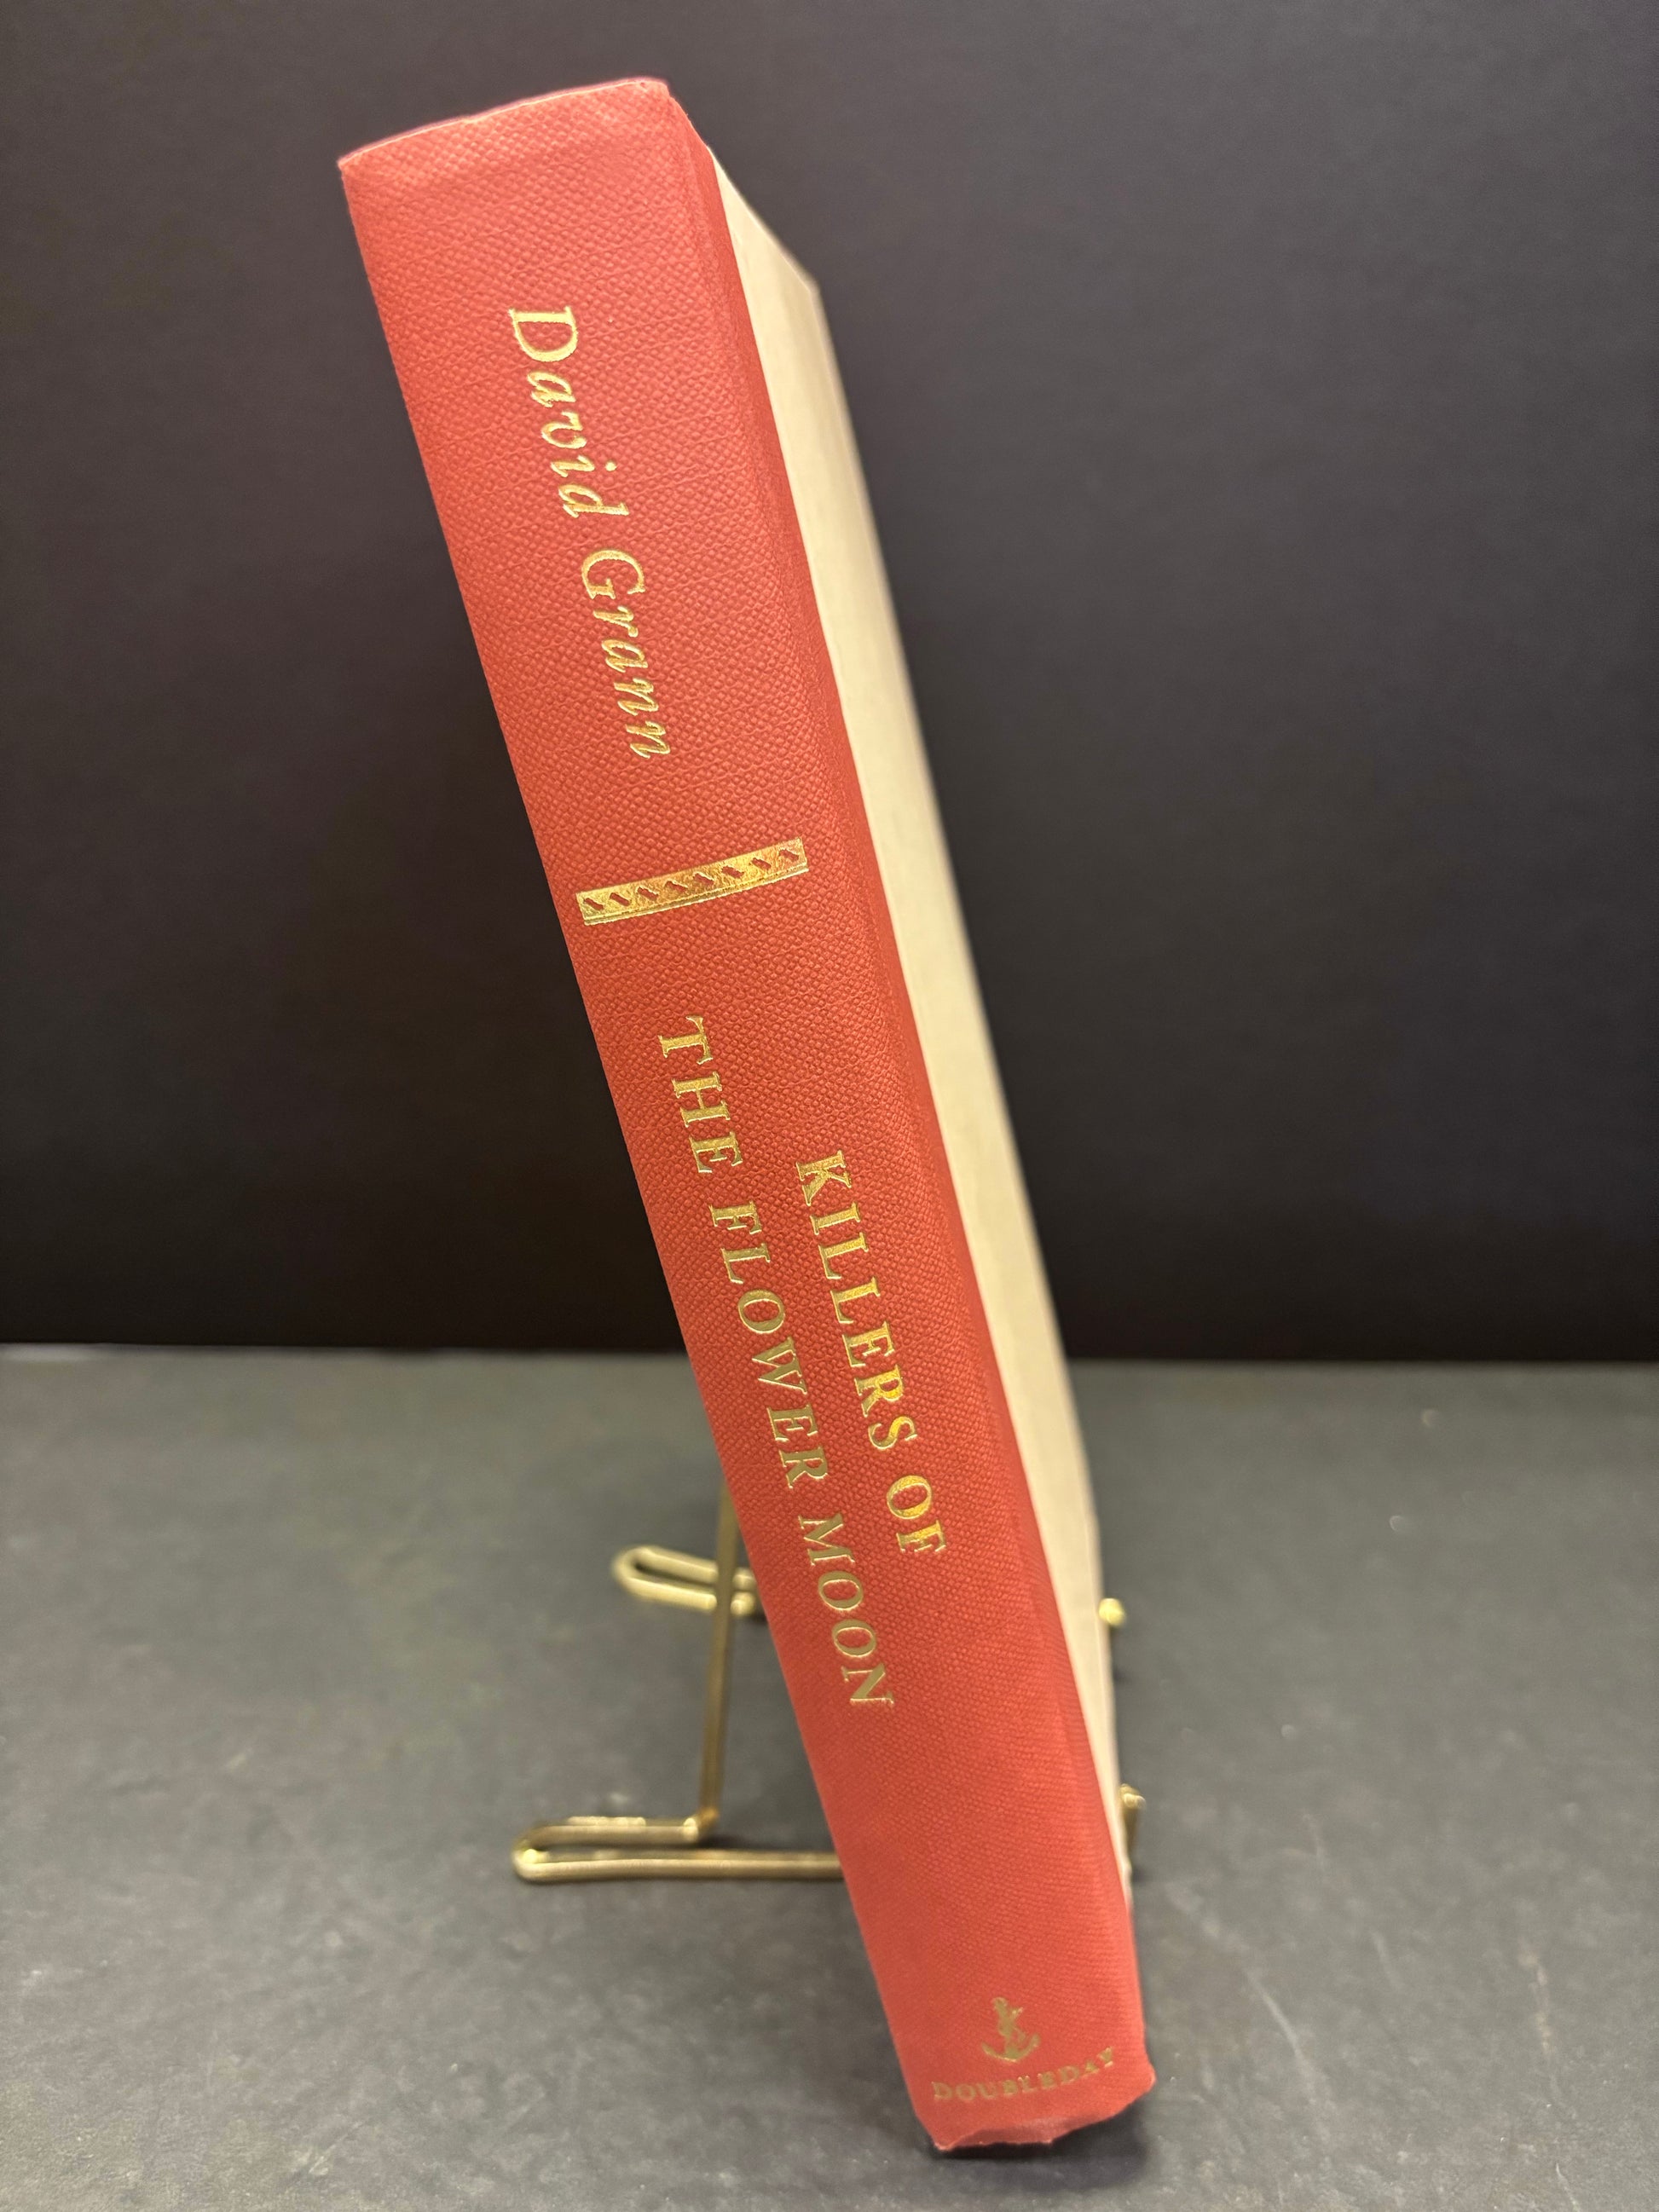 David Grann
KILLERS OF
THE FLOWER MOON
DOUBLEDAY